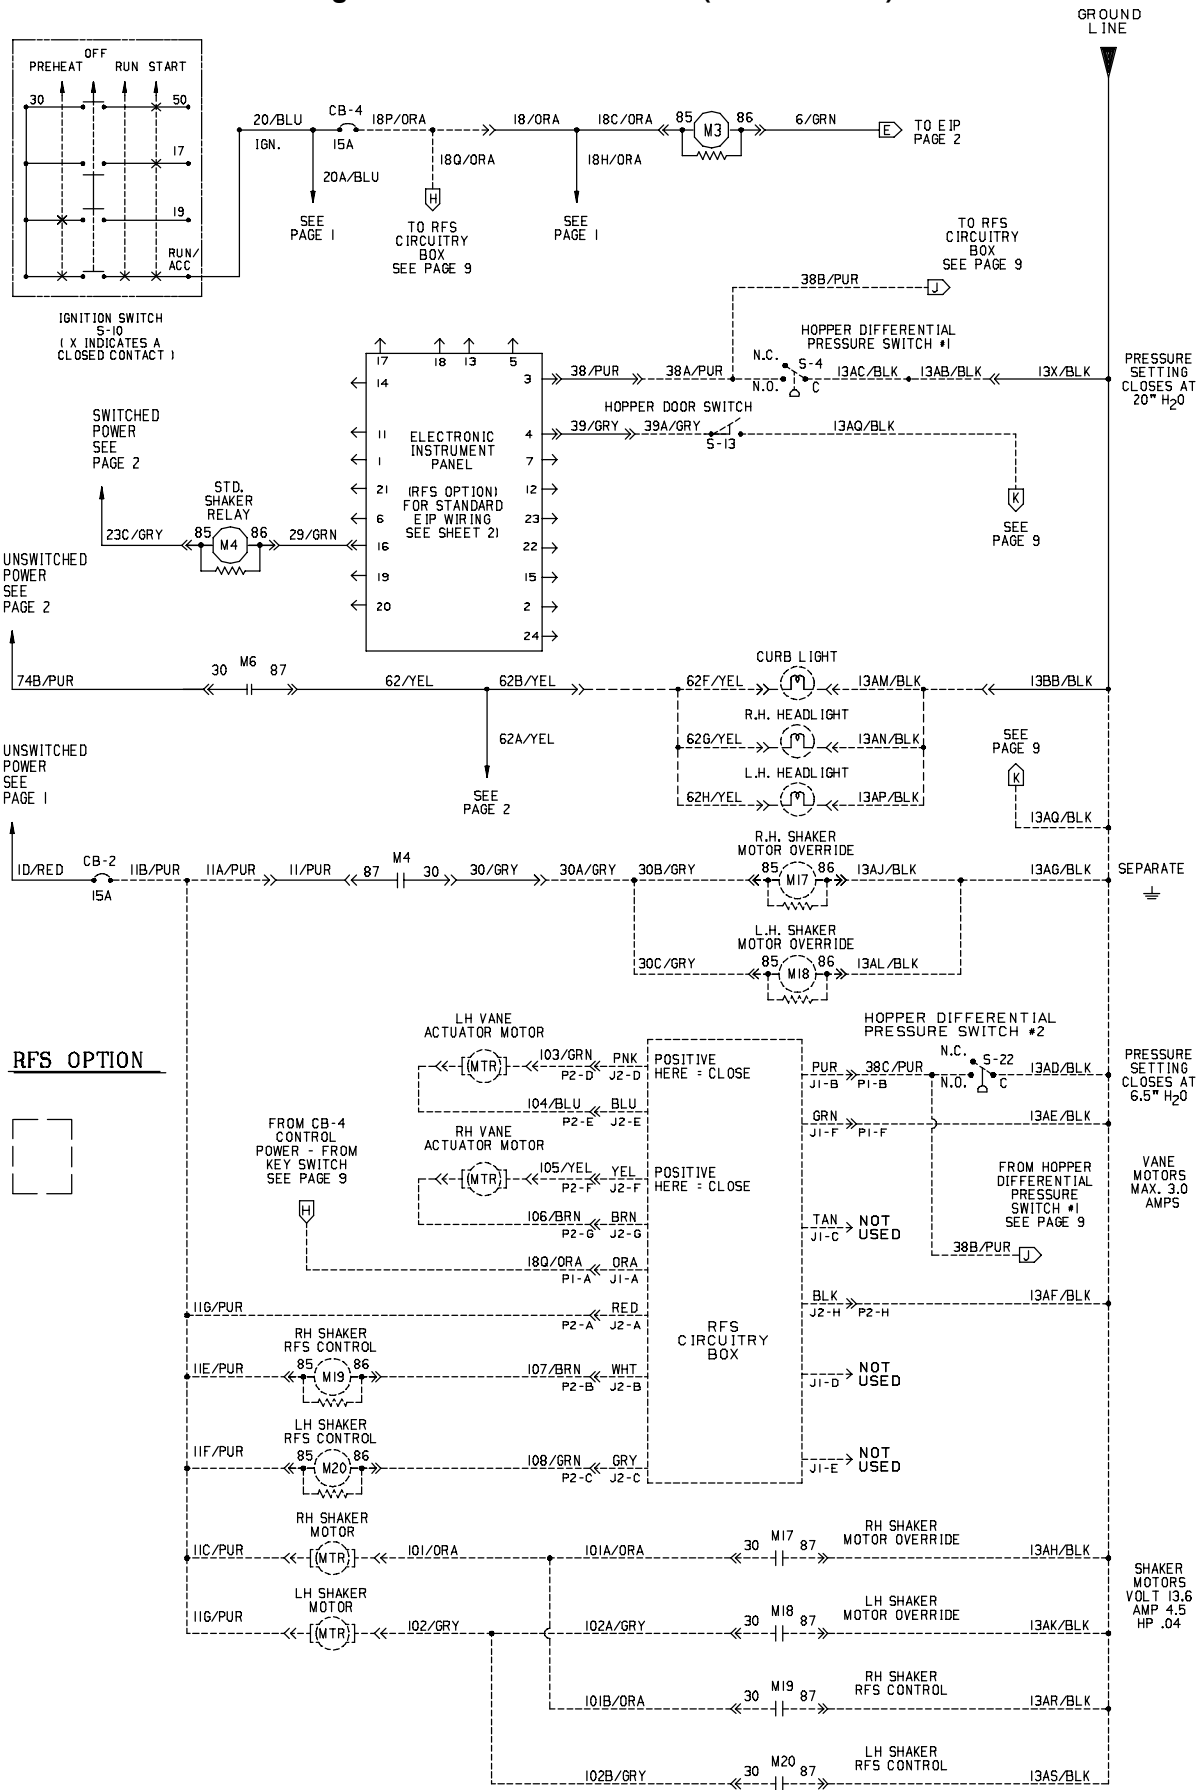 GROUND
LINE
OFF
PREHEAT
RUN START
30
50
17
19
RUN/
ACC
IGNITION SWITCH
S-10
( X INDICATES A
CLOSED CONTACT )
20/BLU
IGN.
CB-4
15A
20A/BLU
SEE
PAGE 1
18P/ORA
18Q/ORA
H
TO RFS
CIRCUITRY
BOX
SEE PAGE 9
18/ORA
18C/ORA
18H/ORA
SEE
PAGE 1
85
M3
86
6/GRN
E
TO EIP
PAGE 2
TO RFS
CIRCUITRY
BOX
SEE PAGE 9
38B/PUR
J
HOPPER DIFFERENTIAL
PRESSURE SWITCH #1
N.C.
S-4
N.O.
C
38/PUR
38A/PUR
13AC/BLK
13AB/BLK
13X/BLK
PRESSURE
SETTING
CLOSES AT
20" H2O
HOPPER DOOR SWITCH
39/GRY
39A/GRY
S-13
13AQ/BLK
K
SEE
PAGE 9
17
18
13
5
14
3
11
4
1
7
21
12
6
23
16
22
19
15
20
2
24
ELECTRONIC
INSTRUMENT
PANEL
(RFS OPTION)
FOR STANDARD
EIP WIRING
SEE SHEET 2)
SWITCHED
POWER
SEE
PAGE 2
STD.
SHAKER
RELAY
23C/GRY
85
M4
86
29/GRN
UNSWITCHED
POWER
SEE
PAGE 2
74B/PUR
30
M6
87
62/YEL
62B/YEL
62A/YEL
SEE
PAGE 2
CURB LIGHT
62F/YEL
13AM/BLK
13BB/BLK
R.H. HEADLIGHT
62G/YEL
13AN/BLK
L.H. HEADLIGHT
62H/YEL
13AP/BLK
SEE
PAGE 9
K
13AQ/BLK
UNSWITCHED
POWER
SEE
PAGE 1
1D/RED
CB-2
15A
11B/PUR
11A/PUR
11/PUR
87
M4
30
30/GRY
30A/GRY
30B/GRY
R.H. SHAKER
MOTOR OVERRIDE
85
M17
86
13AJ/BLK
13AG/BLK
SEPARATE
L.H. SHAKER
MOTOR OVERRIDE
30C/GRY
85
M18
86
13AL/BLK
RFS OPTION
LH VANE
ACTUATOR MOTOR
(MTR)
103/GRN
PNK
P2-D
J2-D
POSITIVE
HERE = CLOSE
104/BLU
BLU
P2-E
J2-E
RH VANE
ACTUATOR MOTOR
(MTR)
105/YEL
YEL
P2-F
J2-F
POSITIVE
HERE = CLOSE
106/BRN
BRN
P2-G
J2-G
FROM CB-4
CONTROL
POWER - FROM
KEY SWITCH
SEE PAGE 9
H
18Q/ORA
ORA
P1-A
J1-A
11G/PUR
RED
P2-A
J2-A
RFS
CIRCUITRY
BOX
HOPPER DIFFERENTIAL
PRESSURE SWITCH #2
PUR
38C/PUR
J1-B
P1-B
N.C.
S-22
N.O.
C
13AD/BLK
PRESSURE
SETTING
CLOSES AT
6.5" H2O
GRN
J1-F
P1-F
13AE/BLK
FROM HOPPER
DIFFERENTIAL
PRESSURE
SWITCH #1
SEE PAGE 9
VANE
MOTORS
MAX. 3.0
AMPS
TAN
J1-C
NOT
USED
38B/PUR
J
BLK
J2-H
P2-H
13AF/BLK
RH SHAKER
RFS CONTROL
11E/PUR
85
M19
86
107/BRN
WHT
P2-B
J2-B
J1-D
NOT
USED
LH SHAKER
RFS CONTROL
11F/PUR
85
M20
86
108/GRN
GRY
P2-C
J2-C
J1-E
NOT
USED
RH SHAKER
MOTOR
11C/PUR
(MTR)
101/ORA
101A/ORA
30
M17
87
RH SHAKER
MOTOR OVERRIDE
13AH/BLK
LH SHAKER
MOTOR
11G/PUR
(MTR)
102/GRY
102A/GRY
30
M18
87
LH SHAKER
MOTOR OVERRIDE
13AK/BLK
SHAKER
MOTORS
VOLT 13.6
AMP 4.5
HP .04
101B/ORA
30
M19
87
RH SHAKER
RFS CONTROL
13AR/BLK
102B/GRY
30
M20
87
LH SHAKER
RFS CONTROL
13AS/BLK